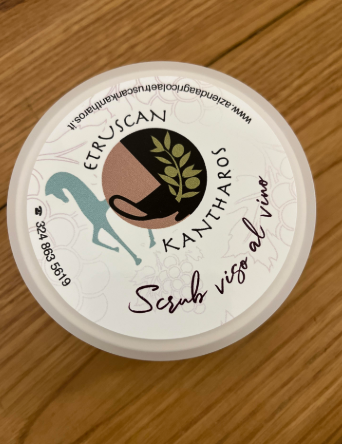 www.aziendaagricolaetruscankantharos.it
ETRUSCAN
KANTHAROS
☎ 324 863 5619
Scrub viso al vino